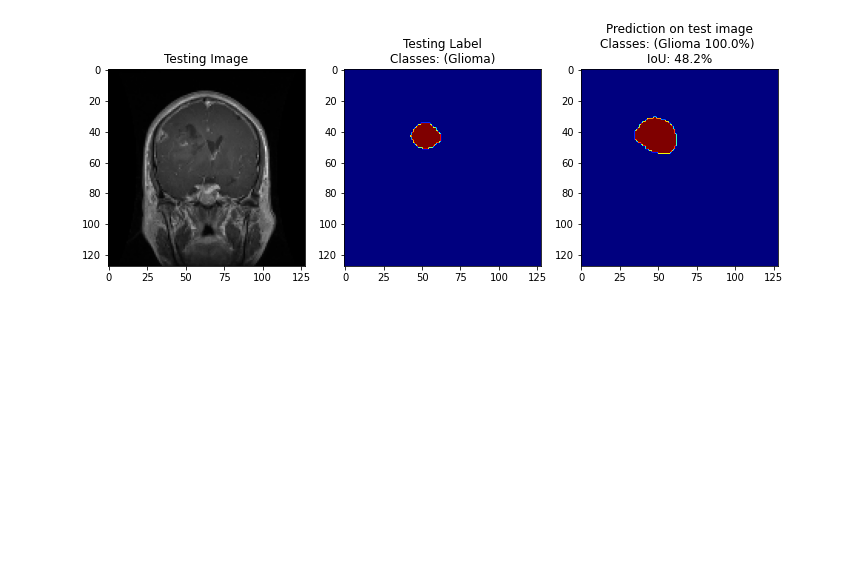 Testing Image
Testing Label
Classes: (Glioma)
Prediction on test image
Classes: (Glioma 100.0%)
IoU: 48.2%
0
20
40
60
80
100
120
0 25 50 75 100 125
0
20
40
60
80
100
120
0 25 50 75 100 125
0
20
40
60
80
100
120
0 25 50 75 100 125